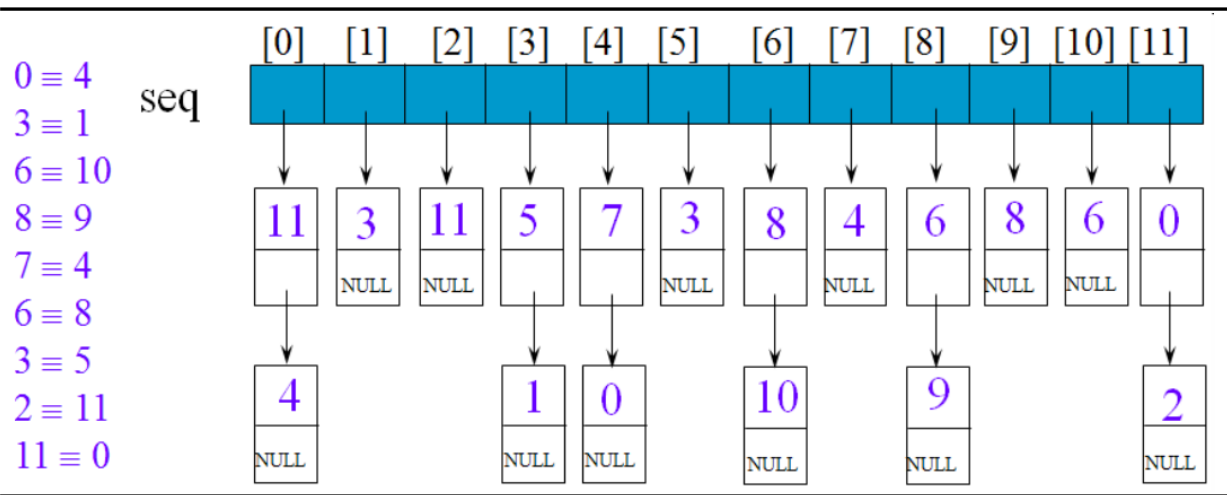 [0] [1] [2] [3] [4] [5] [6] [7] [8] [9] [10] [11]
0 ≡ 4
seq
3 ≡ 1
6 ≡ 10
8 ≡ 9
11 3 11 5 7 3 8 4 6 8 6 0
7 ≡ 4
NULL NULL NULL NULL NULL NULL
6 ≡ 8
3 ≡ 5
2 ≡ 11
4 1 0 10 9 2
11 ≡ 0
NULL NULL NULL NULL NULL NULL